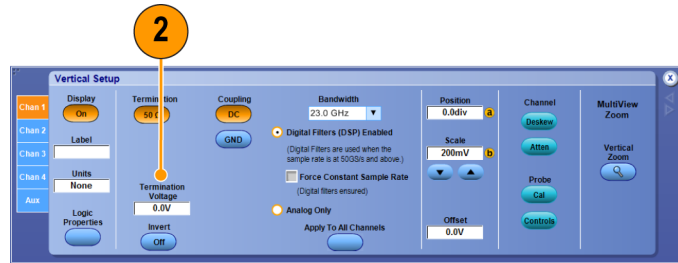 2
Vertical Setup
Chan 1
Chan 2
Chan 3
Chan 4
Aux
Display
On
Label
Units
None
Logic
Properties
Termination
50
Termination
Voltage
0.0V
Invert
Off
Coupling
DC
GND
Bandwidth
23.0 GHz
Digital Filters (DSP) Enabled
(Digital Filters are used when the
sample rate is at 50GS/s and above.)
Force Constant Sample Rate
(Digital filters ensured)
Analog Only
Apply To All Channels
Position
0.0div a
Scale
200mV b
Offset
0.0V
Channel
Deskew
Atten
Probe
Cal
Controls
MultiView
Zoom
Vertical
Zoom
X